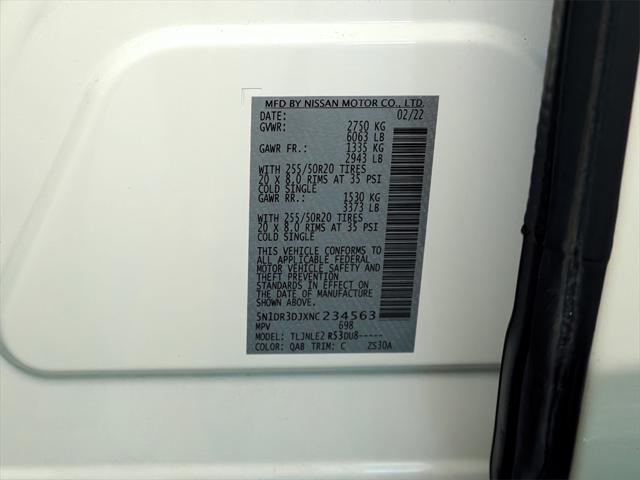 MFD BY NISSAN MOTOR CO., LTD.
DATE: 02/22
GVWR: 2750 KG
6063 LB
GAWR FR.: 1335 KG
2943 LB
WITH 255/50R20 TIRES
20 X 8.0 RIMS AT 35 PSI
COLD SINGLE
GAWR RR.: 1530 KG
3373 LB
WITH 255/50R20 TIRES
20 X 8.0 RIMS AT 35 PSI
COLD SINGLE
THIS VEHICLE CONFORMS TO
ALL APPLICABLE FEDERAL
MOTOR VEHICLE SAFETY AND
THEFT PREVENTION
STANDARDS IN EFFECT ON
THE DATE OF MANUFACTURE
SHOWN ABOVE.
5N1DR3DJXNC234563
MPV 698
MODEL: TLJNLE2 R53DU8-----
COLOR: QAB TRIM: C ZS30A